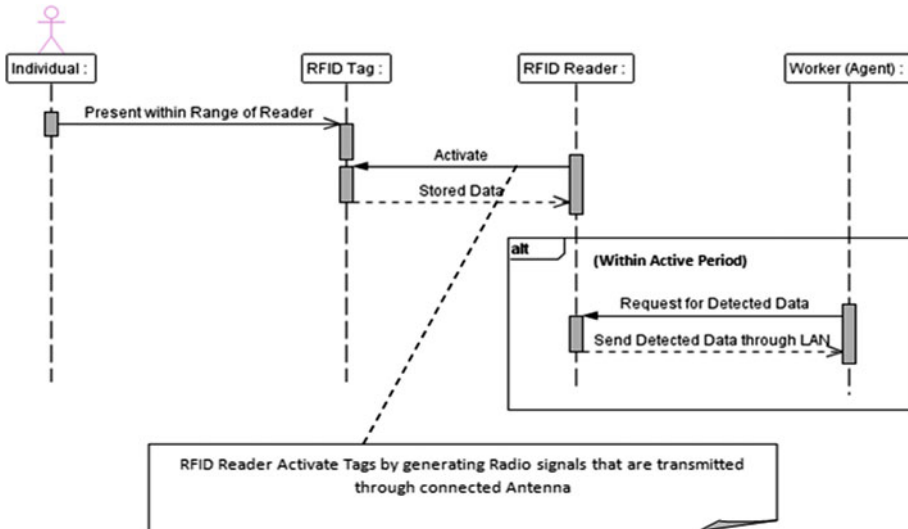 Individual :
RFID Tag :
RFID Reader :
Worker (Agent) :
Present within Range of Reader
Activate
Stored Data
alt
(Within Active Period)
Request for Detected Data
Send Detected Data through LAN
RFID Reader Activate Tags by generating Radio signals that are transmitted
through connected Antenna